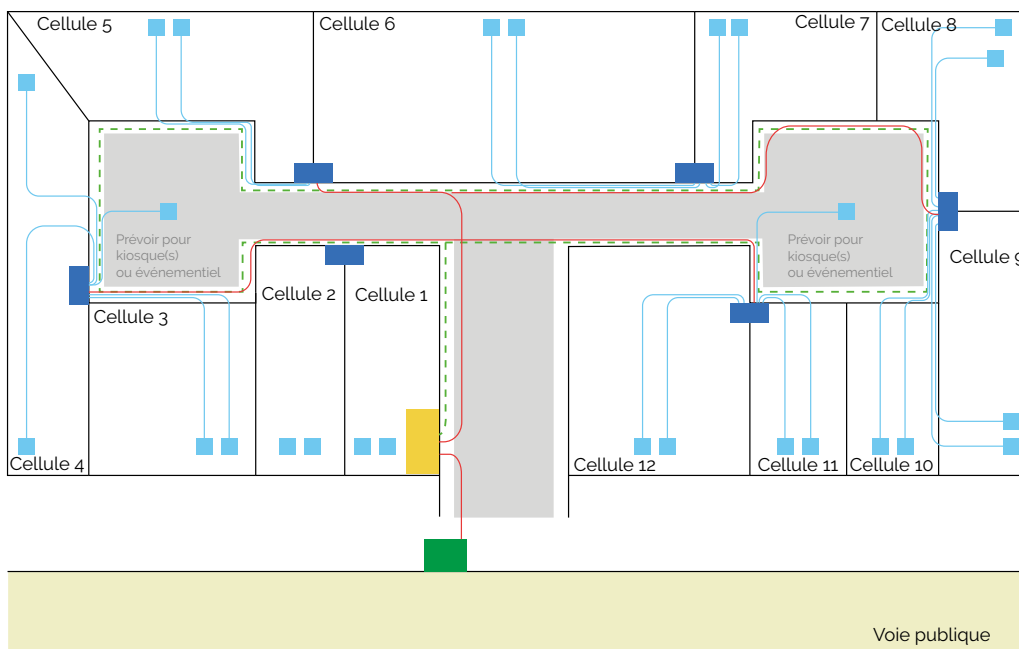 Cellule 5
Cellule 6
Cellule 7
Cellule 8
Prévoir pour
kiosque(s)
ou événementiel
Prévoir pour
kiosque(s)
ou événementiel
Cellule 9
Cellule 3
Cellule 2
Cellule 1
Cellule 4
Cellule 12
Cellule 11
Cellule 10
Voie publique